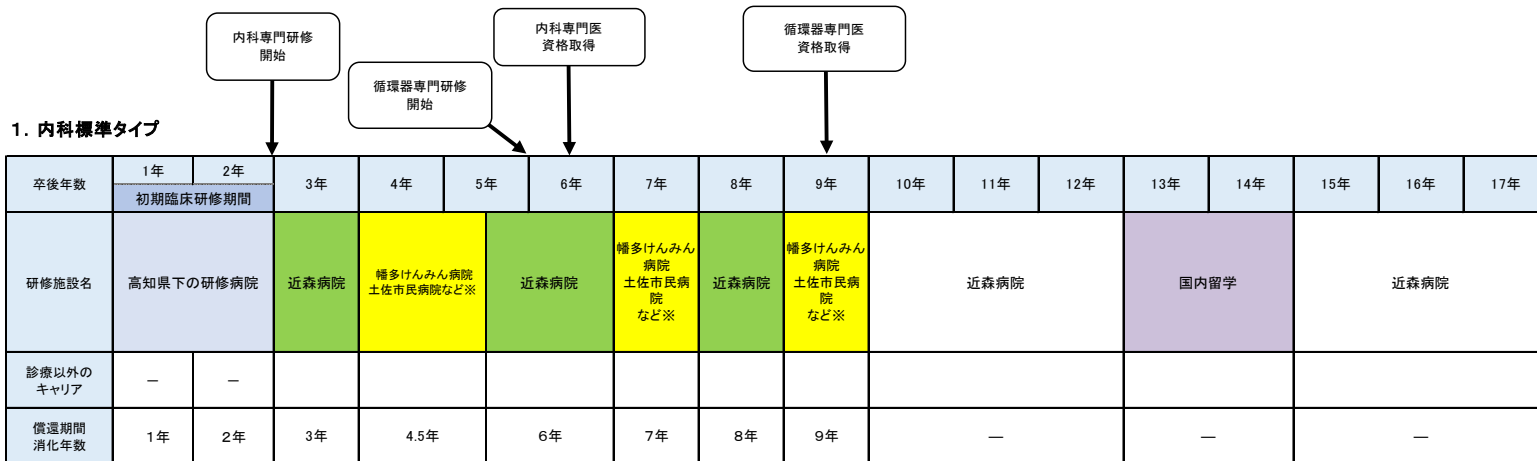 内科専門研修
開始
循環器専門研修
開始
内科専門医
資格取得
循環器専門医
資格取得
1. 内科標準タイプ
卒後年数 1年 2年 3年 4年 5年 6年 7年 8年 9年 10年 11年 12年 13年 14年 15年 16年 17年
初期臨床研修期間
研修施設名
高知県下の研修病院
近森病院
幡多けんみん病院
土佐市民病院など※
近森病院
幡多けんみん
病院
土佐市民病
院
など※
近森病院
幡多けんみん
病院
土佐市民病
院
など※
近森病院
国内留学
近森病院
診療以外の
キャリア
— —
償還期間
消化年数
1年 2年 3年 4.5年 6年 7年 8年 9年 — — —